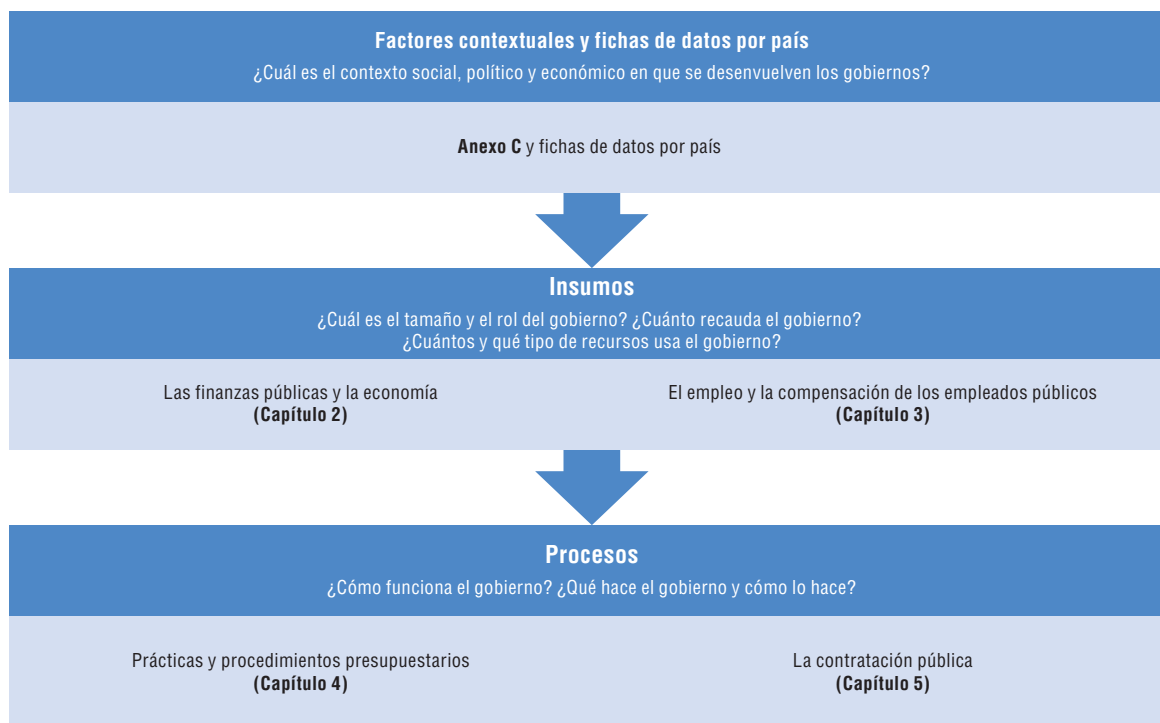 Factores contextuales y fichas de datos por país
¿Cuál es el contexto social, político y económico en que se desenvuelven los gobiernos?
Anexo C y fichas de datos por país
Insumos
¿Cuál es el tamaño y el rol del gobierno? ¿Cuánto recauda el gobierno?
¿Cuántos y qué tipo de recursos usa el gobierno?
Las finanzas públicas y la economía
(Capítulo 2)
El empleo y la compensación de los empleados públicos
(Capítulo 3)
Procesos
¿Cómo funciona el gobierno? ¿Qué hace el gobierno y cómo lo hace?
Prácticas y procedimientos presupuestarios
(Capítulo 4)
La contratación pública
(Capítulo 5)